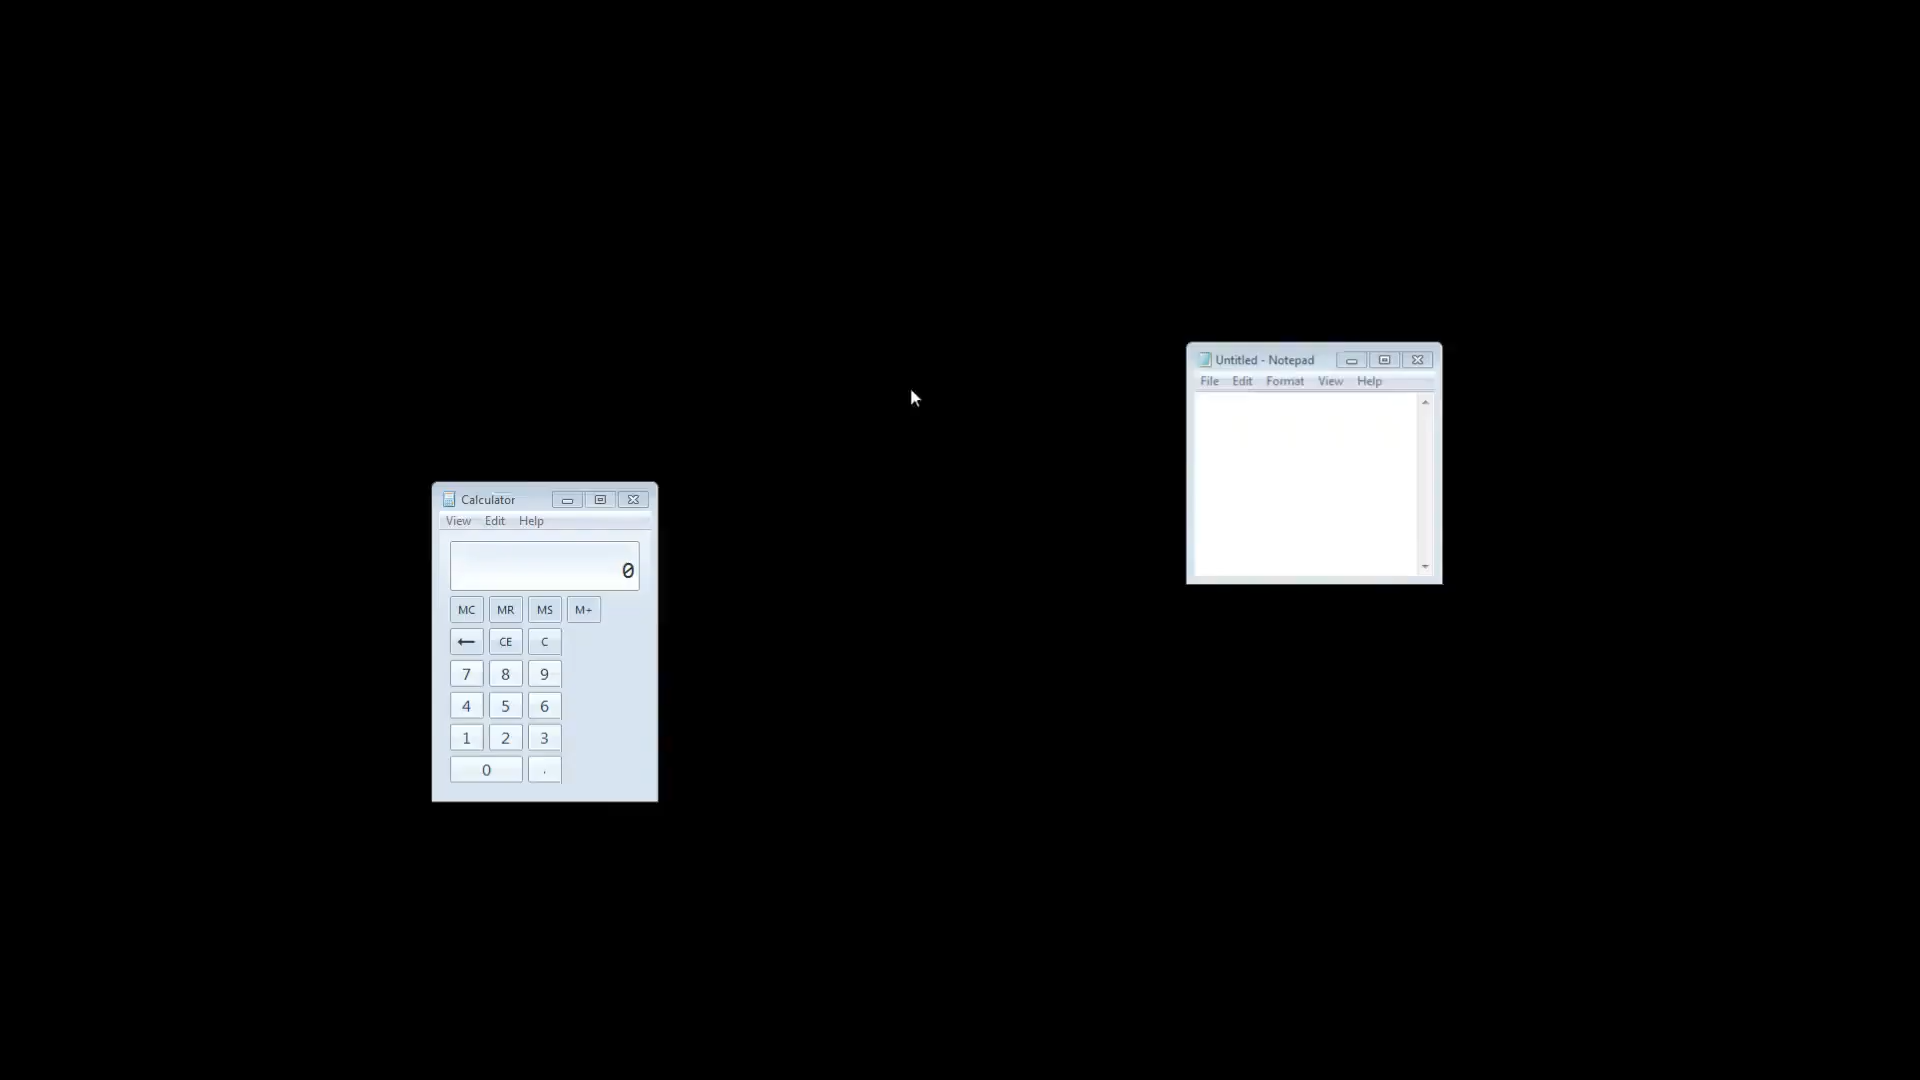 Calculator
View Edit Help
0
MC MR MS M+
← CE C
7 8 9
4 5 6
1 2 3
0 .
Untitled - Notepad
File Edit Format View Help